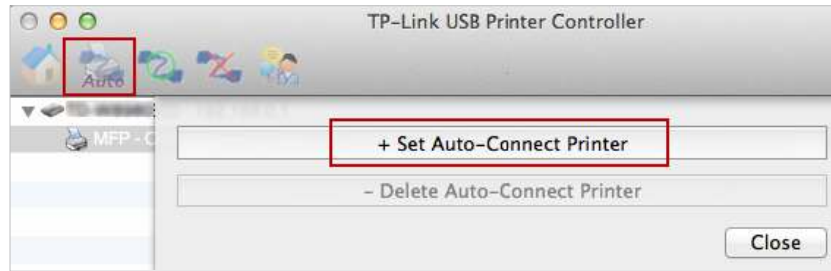 TP-Link USB Printer Controller
Auto
MFP - C
+ Set Auto-Connect Printer
- Delete Auto-Connect Printer
Close